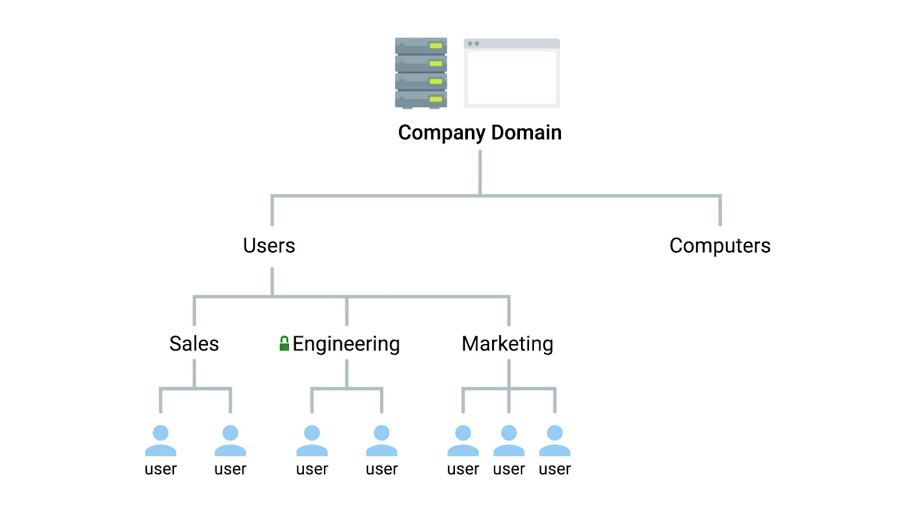 Company Domain
Users
Computers
Sales
Engineering
Marketing
user
user
user
user
user
user
user